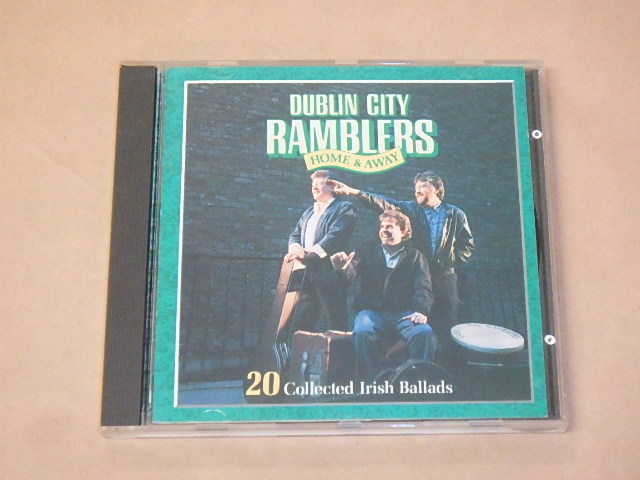 DUBLIN CITY
RAMBLERS
HOME & AWAY
20 Collected Irish Ballads